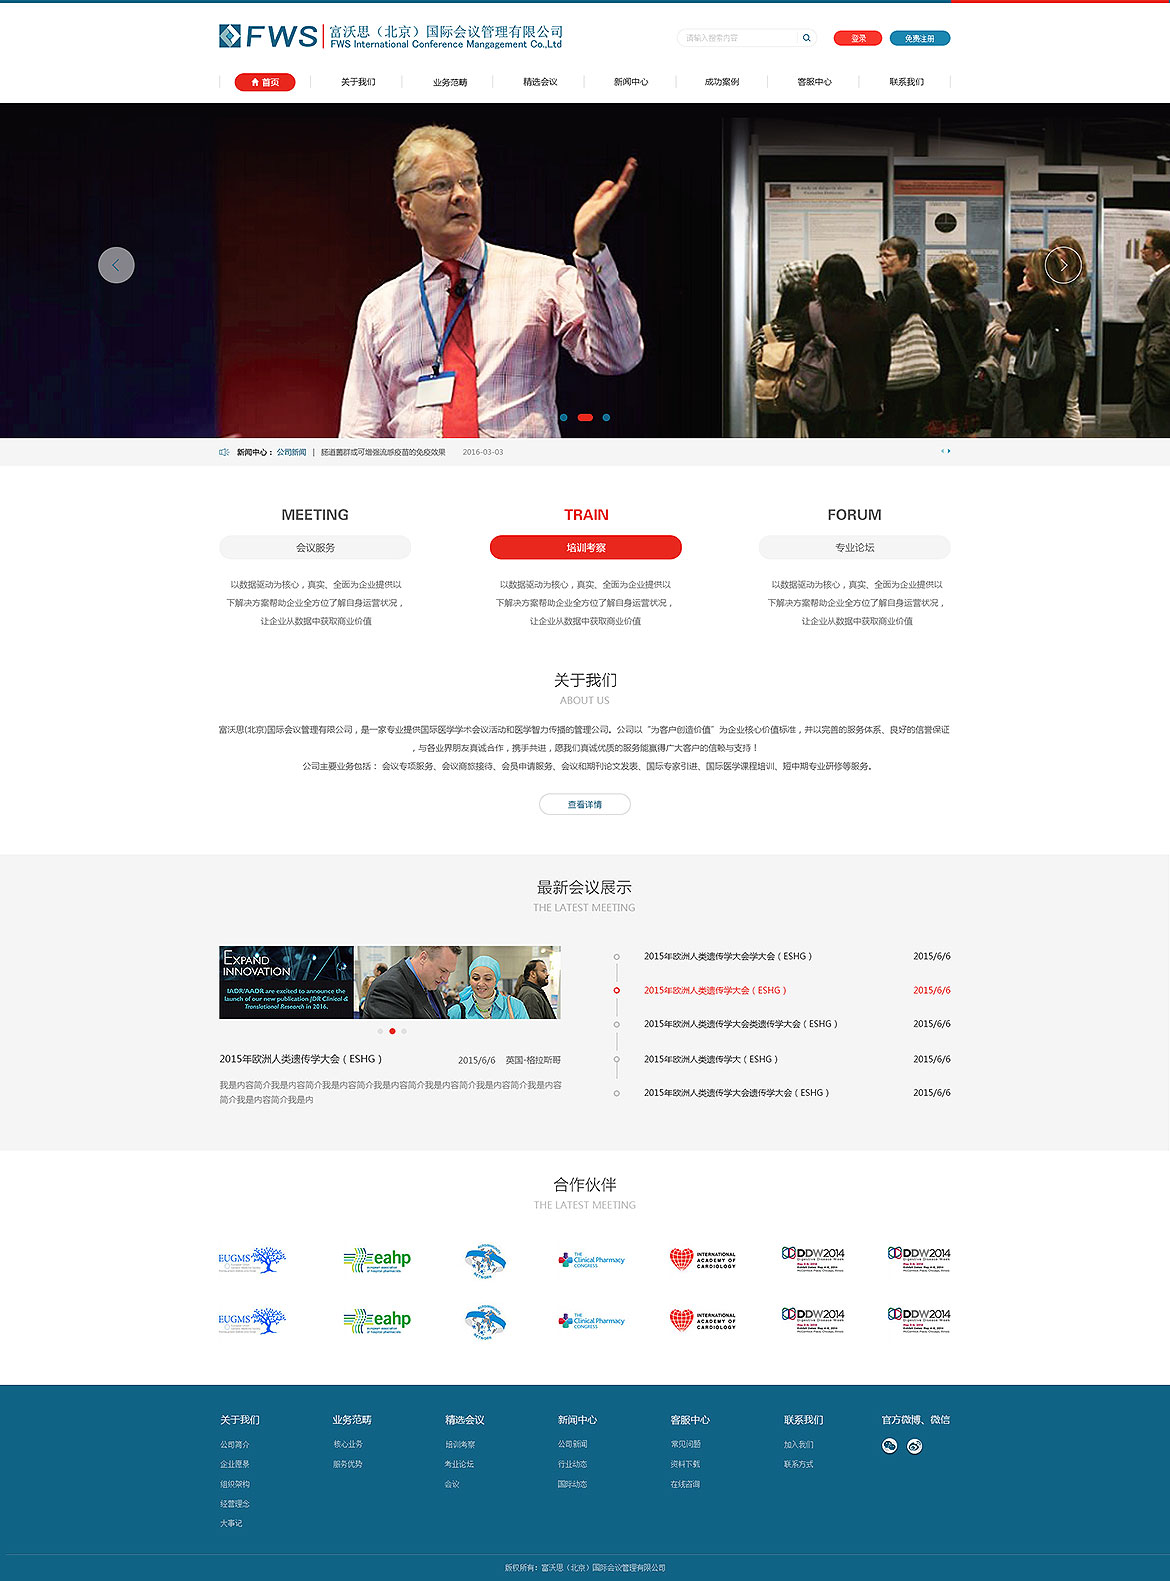 FWS 富沃思（北京）国际会议管理有限公司
FWS International Conference Mangagement Co.,Ltd
请输入搜索内容
登录
免费注册
首页
关于我们
业务范畴
精选会议
新闻中心
成功案例
客服中心
联系我们
新闻中心： 公司新闻 | 肠道菌群或可增强流感疫苗的免疫效果 2016-03-03
MEETING
会议服务
以数据驱动为核心，真实、全面为企业提供以
下解决方案帮助企业全方位了解自身运营状况，
让企业从数据中获取商业价值
TRAIN
培训考察
以数据驱动为核心，真实、全面为企业提供以
下解决方案帮助企业全方位了解自身运营状况，
让企业从数据中获取商业价值
FORUM
专业论坛
以数据驱动为核心，真实、全面为企业提供以
下解决方案帮助企业全方位了解自身运营状况，
让企业从数据中获取商业价值
关于我们
ABOUT US
富沃思(北京)国际会议管理有限公司，是一家专业提供国际医学学术会议活动和医学智力传播的管理公司。公司以“为客户创造价值”为企业核心价值标准，并以完善的服务体系、良好的信誉保证
，与各业界朋友真诚合作，携手共进，愿我们真诚优质的服务能赢得广大客户的信赖与支持！
公司主要业务包括： 会议专项服务、会议商旅接待、会员申请服务、会议和期刊论文发表、国际专家引进、国际医学课程培训、短中期专业研修等服务。
查看详情
最新会议展示
THE LATEST MEETING
EXPAND
INNOVATION
IADR/AADR are excited to announce the
launch of our new publication JDR Clinical &
Translational Research in 2016.
2015年欧洲人类遗传学大会（ESHG） 2015/6/6 英国-格拉斯哥
我是内容简介我是内容简介我是内容简介我是内容简介我是内容简介我是内容简介我是内容
简介我是内容简介我是内
2015年欧洲人类遗传学大会学大会（ESHG） 2015/6/6
2015年欧洲人类遗传学大会（ESHG） 2015/6/6
2015年欧洲人类遗传学大会类遗传学大会（ESHG） 2015/6/6
2015年欧洲人类遗传学大（ESHG） 2015/6/6
2015年欧洲人类遗传学大会遗传学大会（ESHG） 2015/6/6
合作伙伴
THE LATEST MEETING
EUGMS
eahp
european association
of hospital pharmacists
NETWORK
THE
Clinical Pharmacy
CONGRESS
INTERNATIONAL
ACADEMY OF
CARDIOLOGY
DDW2014
Digestive Disease Week
DDW2014
Digestive Disease Week
EUGMS
eahp
european association
of hospital pharmacists
NETWORK
THE
Clinical Pharmacy
CONGRESS
INTERNATIONAL
ACADEMY OF
CARDIOLOGY
DDW2014
Digestive Disease Week
DDW2014
Digestive Disease Week
关于我们
公司简介
企业愿景
组织架构
经营理念
大事记
业务范畴
核心业务
服务优势
精选会议
培训考察
专业论坛
会议
新闻中心
公司新闻
行业动态
国际动态
客服中心
常见问题
资料下载
在线咨询
联系我们
加入我们
联系方式
官方微博、微信
版权所有：富沃思（北京）国际会议管理有限公司